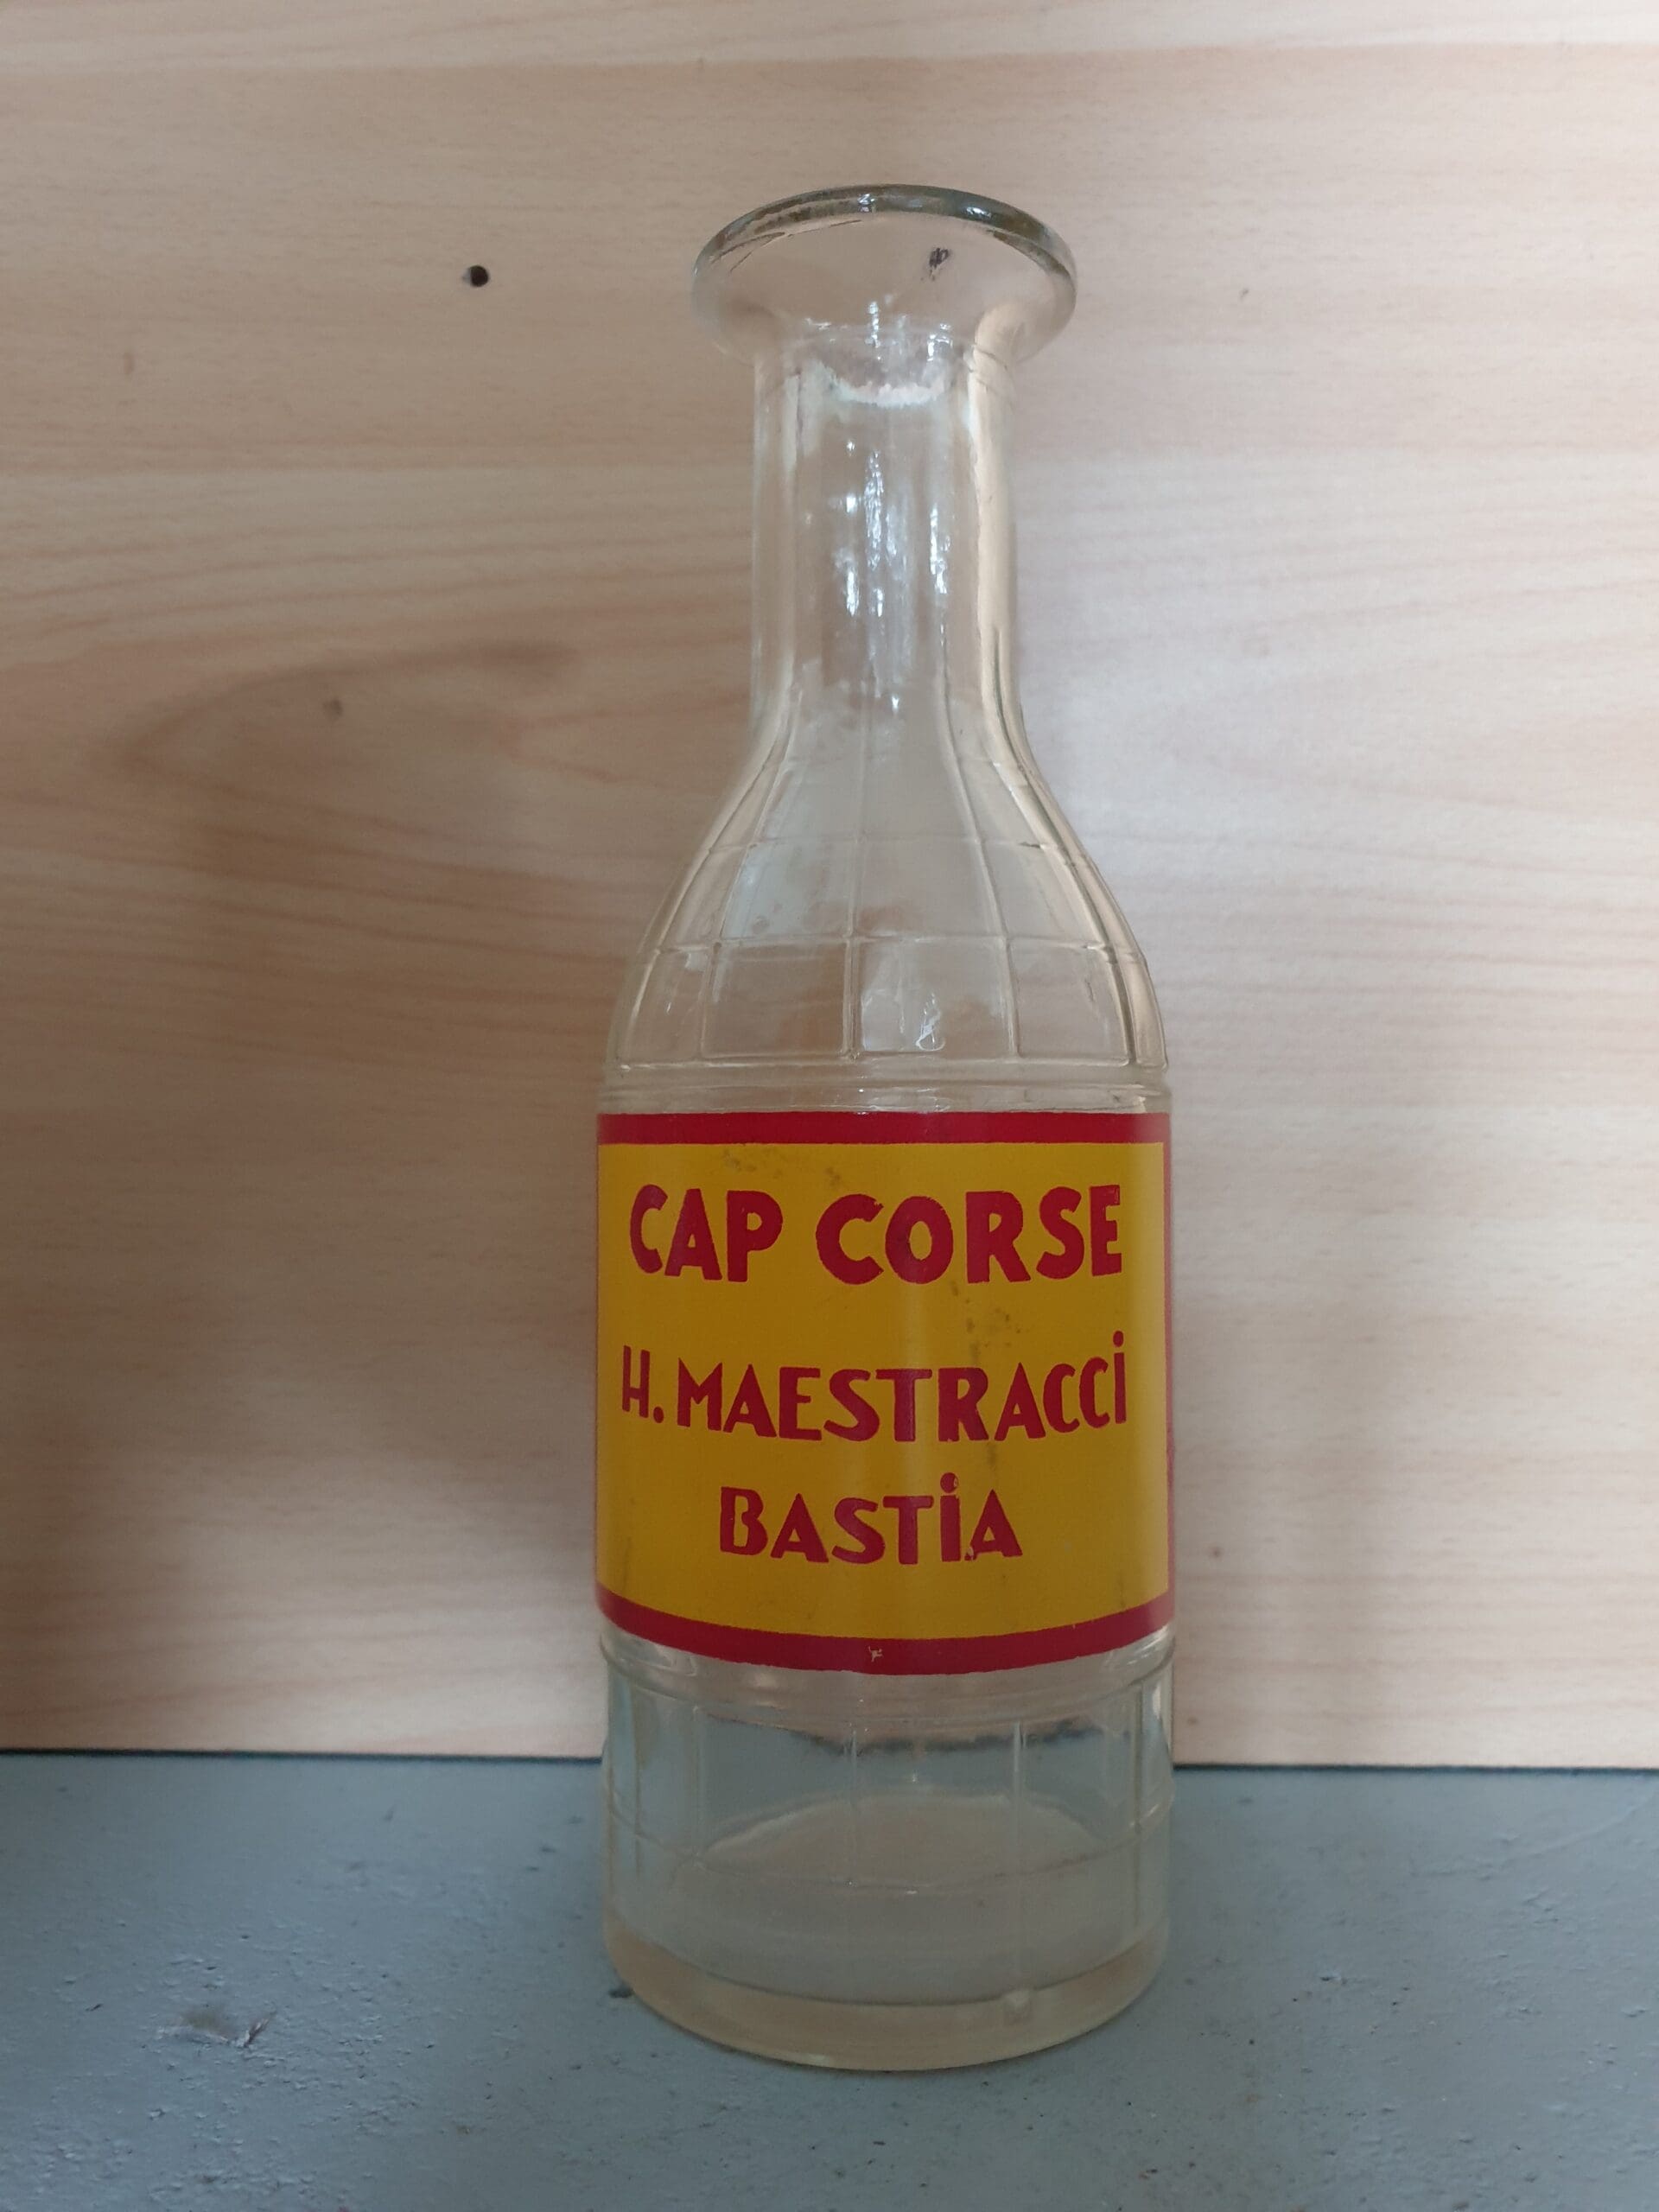 CAP CORSE
H. MAESTRACCi
BASTiA